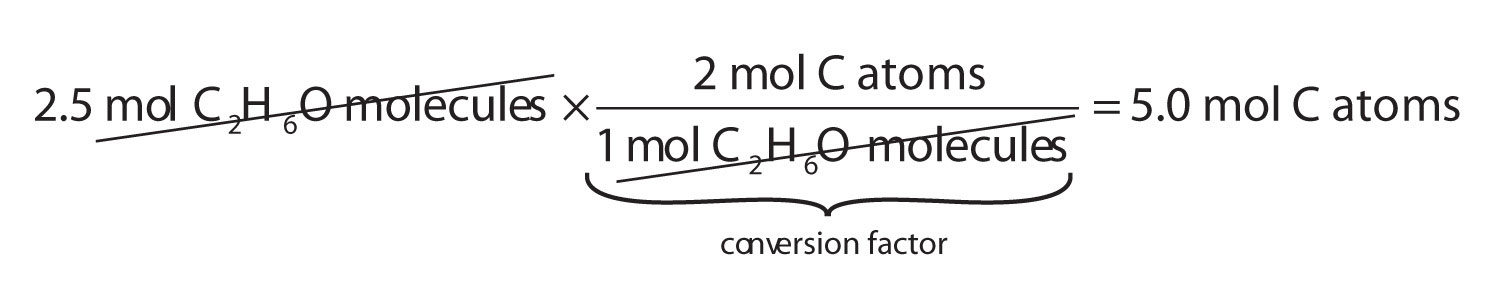 2 mol C atoms
2.5 mol C₂H₆O molecules × = 5.0 mol C atoms
1 mol C₂H₆O molecules
conversion factor